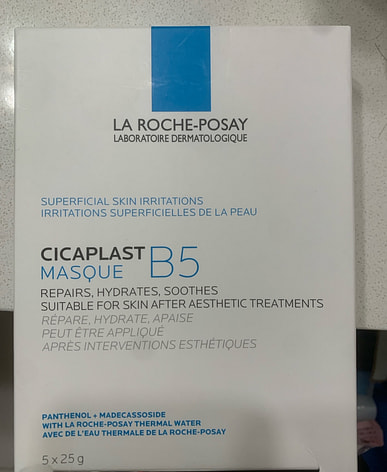 LA ROCHE-POSAY
LABORATOIRE DERMATOLOGIQUE
SUPERFICIAL SKIN IRRITATIONS
IRRITATIONS SUPERFICIELLES DE LA PEAU
CICAPLAST B5
MASQUE
REPAIRS, HYDRATES, SOOTHES
SUITABLE FOR SKIN AFTER AESTHETIC TREATMENTS
RÉPARE, HYDRATE, APAISE
PEUT ÊTRE APPLIQUÉ
APRÈS INTERVENTIONS ESTHÉTIQUES
PANTHENOL + MADECASSOSIDE
WITH LA ROCHE-POSAY THERMAL WATER
AVEC DE L'EAU THERMALE DE LA ROCHE-POSAY
5 x 25 g